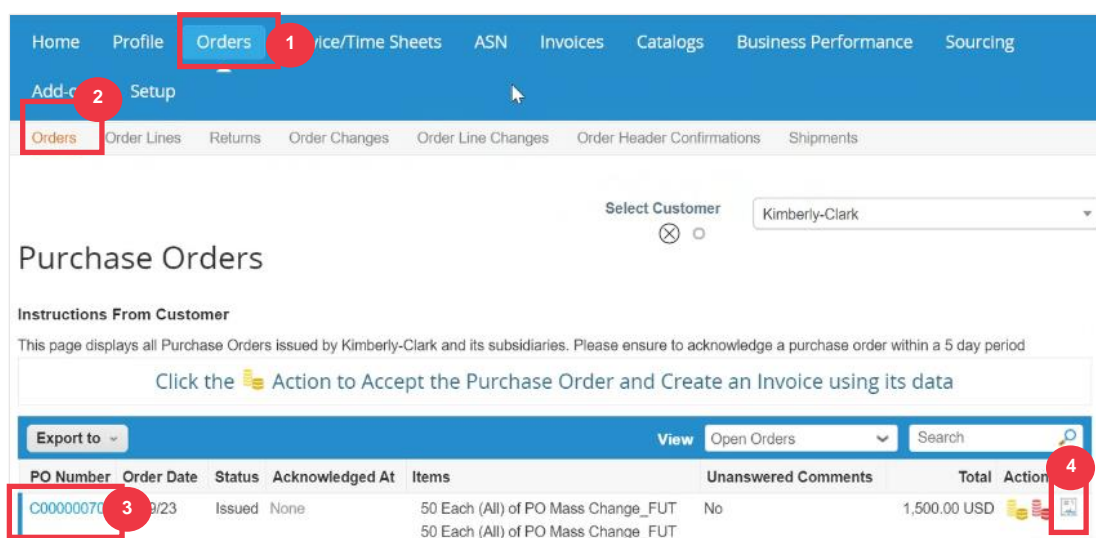 Home Profile Orders 1 vice/Time Sheets ASN Invoices Catalogs Business Performance Sourcing
Add-o 2 Setup
Orders Order Lines Returns Order Changes Order Line Changes Order Header Confirmations Shipments
Select Customer Kimberly-Clark
Purchase Orders
Instructions From Customer
This page displays all Purchase Orders issued by Kimberly-Clark and its subsidiaries. Please ensure to acknowledge a purchase order within a 5 day period
Click the Action to Accept the Purchase Order and Create an Invoice using its data
Export to View Open Orders Search
4
PO Number Order Date Status Acknowledged At Items Unanswered Comments Total Action
C00000070 3 9/23 Issued None 50 Each (All) of PO Mass Change_FUT No 1,500.00 USD
50 Each (All) of PO Mass Change_FUT